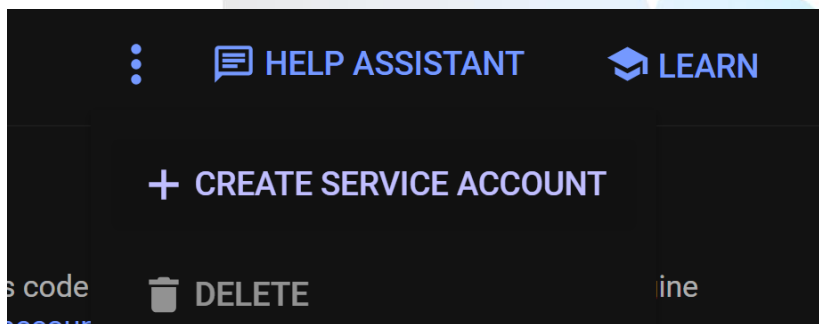 HELP ASSISTANT LEARN
CREATE SERVICE ACCOUNT
s code ine
DELETE